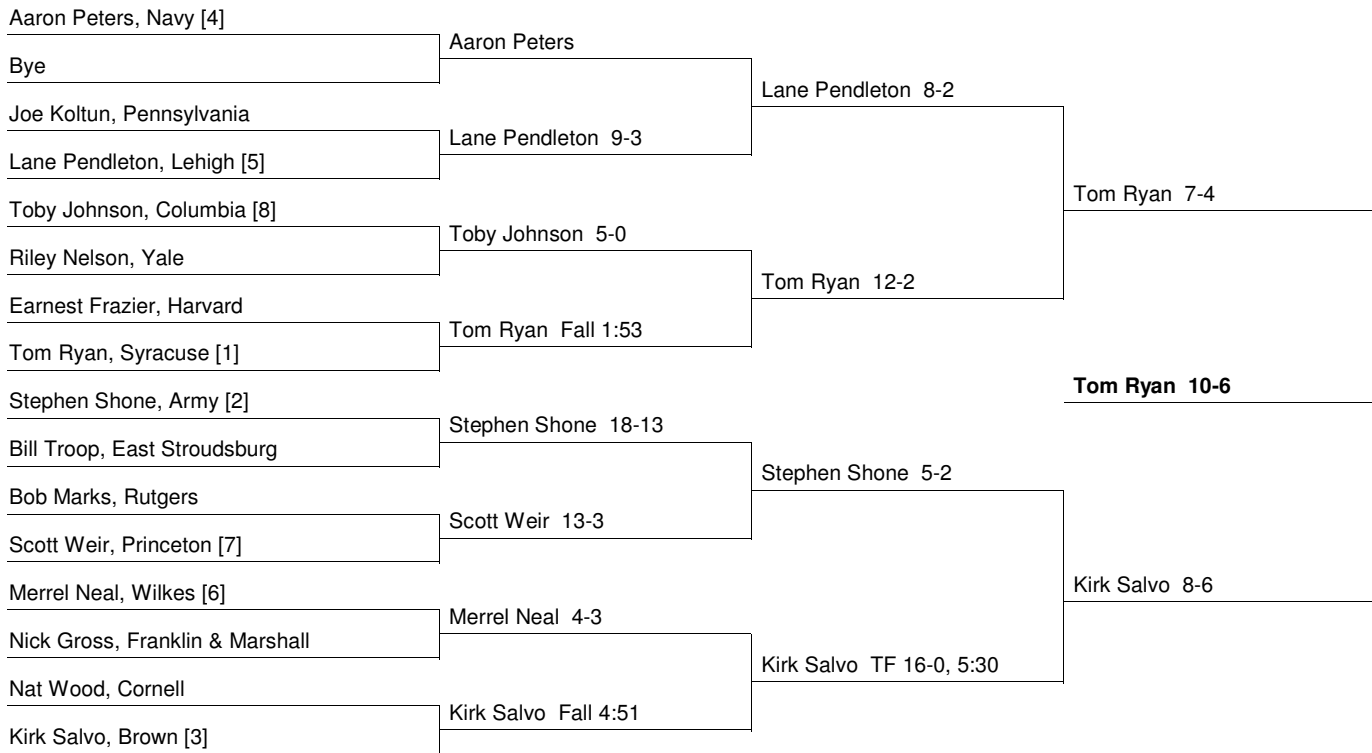 Aaron Peters, Navy [4]
Bye
Joe Koltun, Pennsylvania
Lane Pendleton, Lehigh [5]
Toby Johnson, Columbia [8]
Riley Nelson, Yale
Earnest Frazier, Harvard
Tom Ryan, Syracuse [1]
Stephen Shone, Army [2]
Bill Troop, East Stroudsburg
Bob Marks, Rutgers
Scott Weir, Princeton [7]
Merrel Neal, Wilkes [6]
Nick Gross, Franklin & Marshall
Nat Wood, Cornell
Kirk Salvo, Brown [3]
Aaron Peters
Lane Pendleton 9-3
Toby Johnson 5-0
Tom Ryan Fall 1:53
Stephen Shone 18-13
Scott Weir 13-3
Merrel Neal 4-3
Kirk Salvo Fall 4:51
Lane Pendleton 8-2
Tom Ryan 12-2
Stephen Shone 5-2
Kirk Salvo TF 16-0, 5:30
Tom Ryan 7-4
Tom Ryan 10-6
Kirk Salvo 8-6